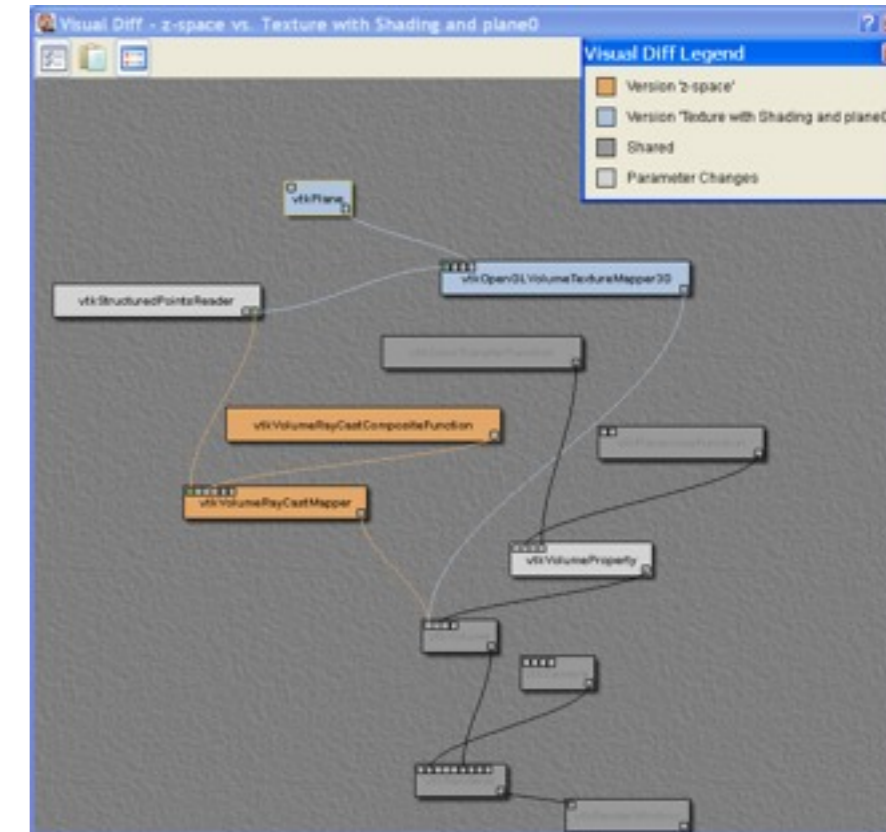 Visual Diff - z-space vs. Texture with Shading and plane0
Visual Diff Legend
Version 'z-space'
Version 'Texture with Shading and plane0
Shared
Parameter Changes
vtkPlane
vtkOpenGLVolumeTextureMapper3D
vtkStructuredPointsReader
vtkVolumeRayCastCompositeFunction
vtkVolumeRayCastMapper
vtkVolumeProperty